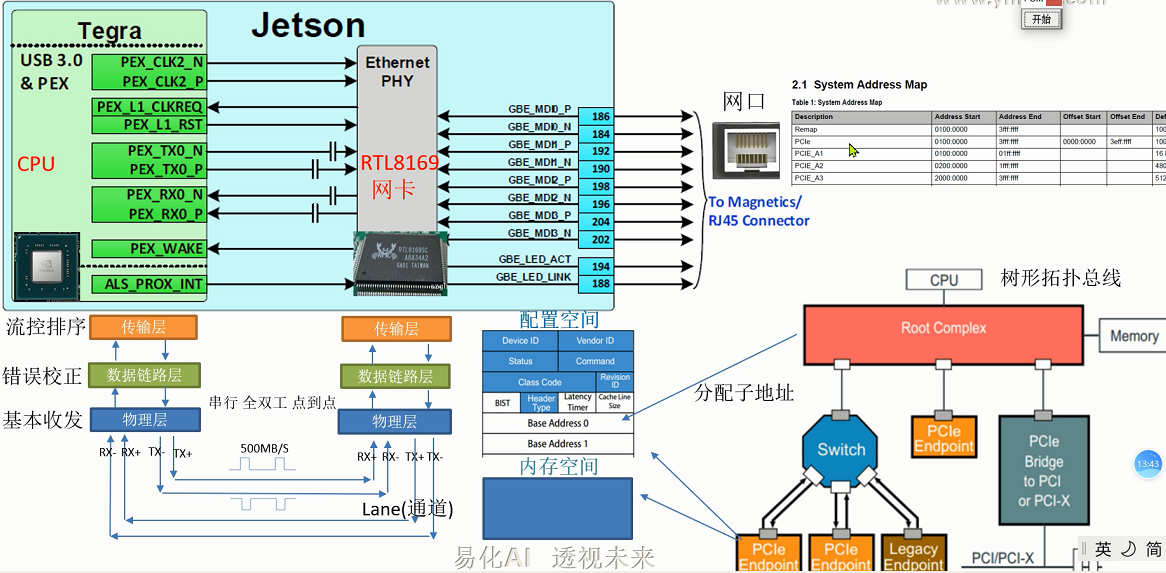 开始
Jetson
Tegra
USB 3.0
& PEX
PEX_CLK2_N
PEX_CLK2_P
PEX_L1_CLKREQ
PEX_L1_RST
PEX_TX0_N
PEX_TX0_P
PEX_RX0_N
PEX_RX0_P
PEX_WAKE
ALS_PROX_INT
CPU
Ethernet
PHY
RTL8169
网卡
RTL8169SC
GBE_MDI0_P 186
GBE_MDI0_N 184
GBE_MDI1_P 192
GBE_MDI1_N 190
GBE_MDI2_P 198
GBE_MDI2_N 196
GBE_MDI3_P 204
GBE_MDI3_N 202
GBE_LED_ACT 194
GBE_LED_LINK 188
网口
To Magnetics/
RJ45 Connector
2.1 System Address Map
Table 1: System Address Map
Description Address Start Address End Offset Start Offset End
Remap 0100:0000 3fff:ffff
PCIe 0100:0000 3fff:ffff 0000:0000 3eff:ffff
PCIE_A1 0100:0000 01ff:ffff
PCIE_A2 0200:0000 1fff:ffff
PCIE_A3 2000:0000 3fff:ffff
流控排序
传输层
传输层
错误校正
数据链路层
数据链路层
基本收发
物理层
物理层
串行 全双工 点到点
RX- RX+ TX- TX+
RX+ RX- TX+ TX-
500MB/S
Lane(通道)
配置空间
Device ID Vendor ID
Status Command
Class Code Revision ID
BIST Header Type Latency Timer Cache Line Size
Base Address 0
Base Address 1
内存空间
分配子地址
CPU
树形拓扑总线
Root Complex
Memory
Switch
PCIe
Endpoint
PCIe
Bridge
to PCI
or PCI-X
PCIe
Endpoint
PCIe
Endpoint
Legacy
Endpoint
PCI/PCI-X
13:43
英
简
易化AI 透视未来